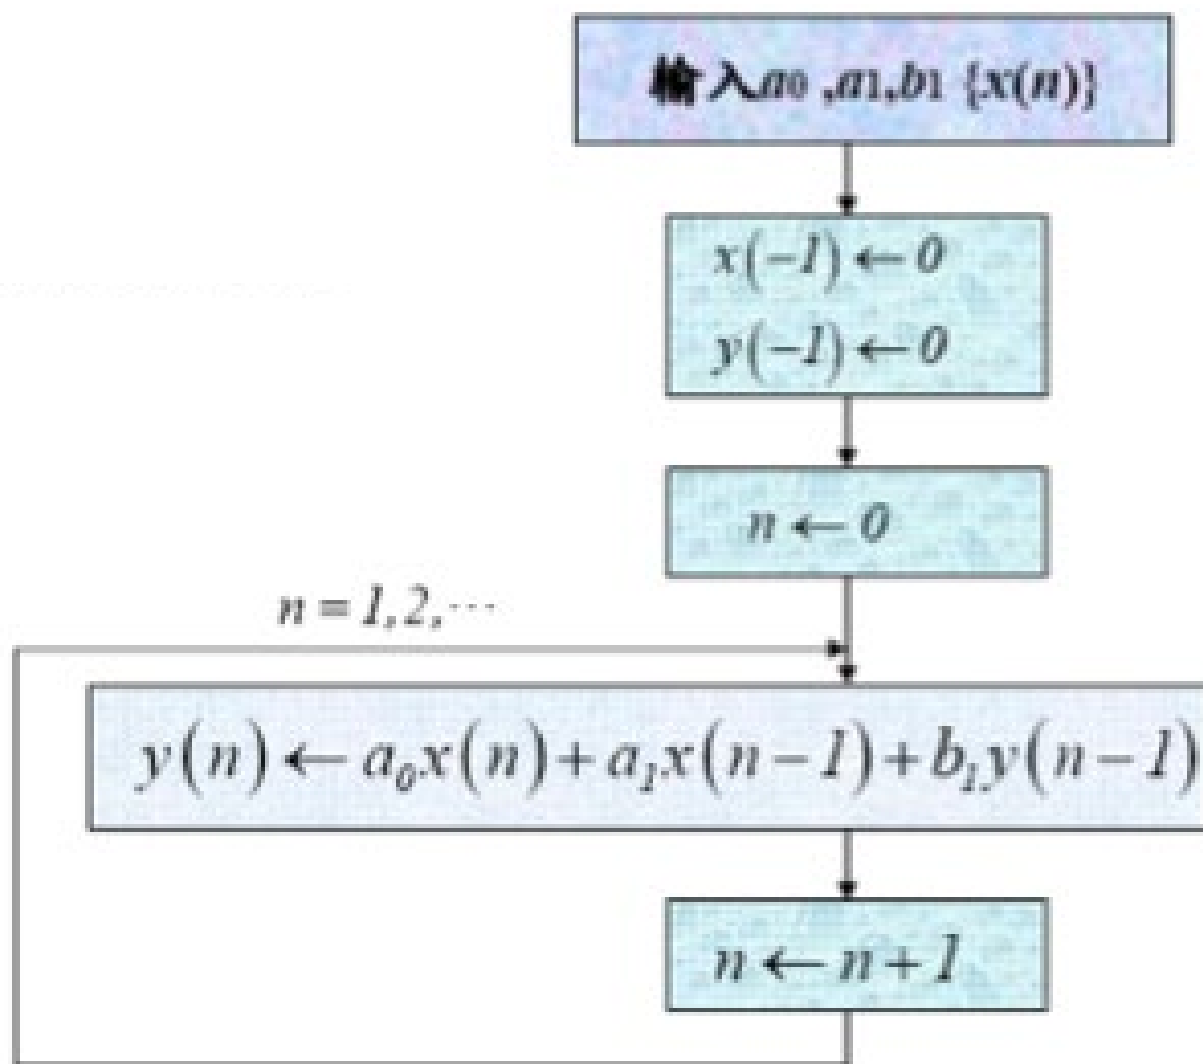 输入a0 ,a1,b1 {x(n)}
x(−1)←0
y(−1)←0
n←0
n = 1,2,⋯
y(n)←a₀x(n)+a₁x(n−1)+b₁y(n−1)
n←n+1